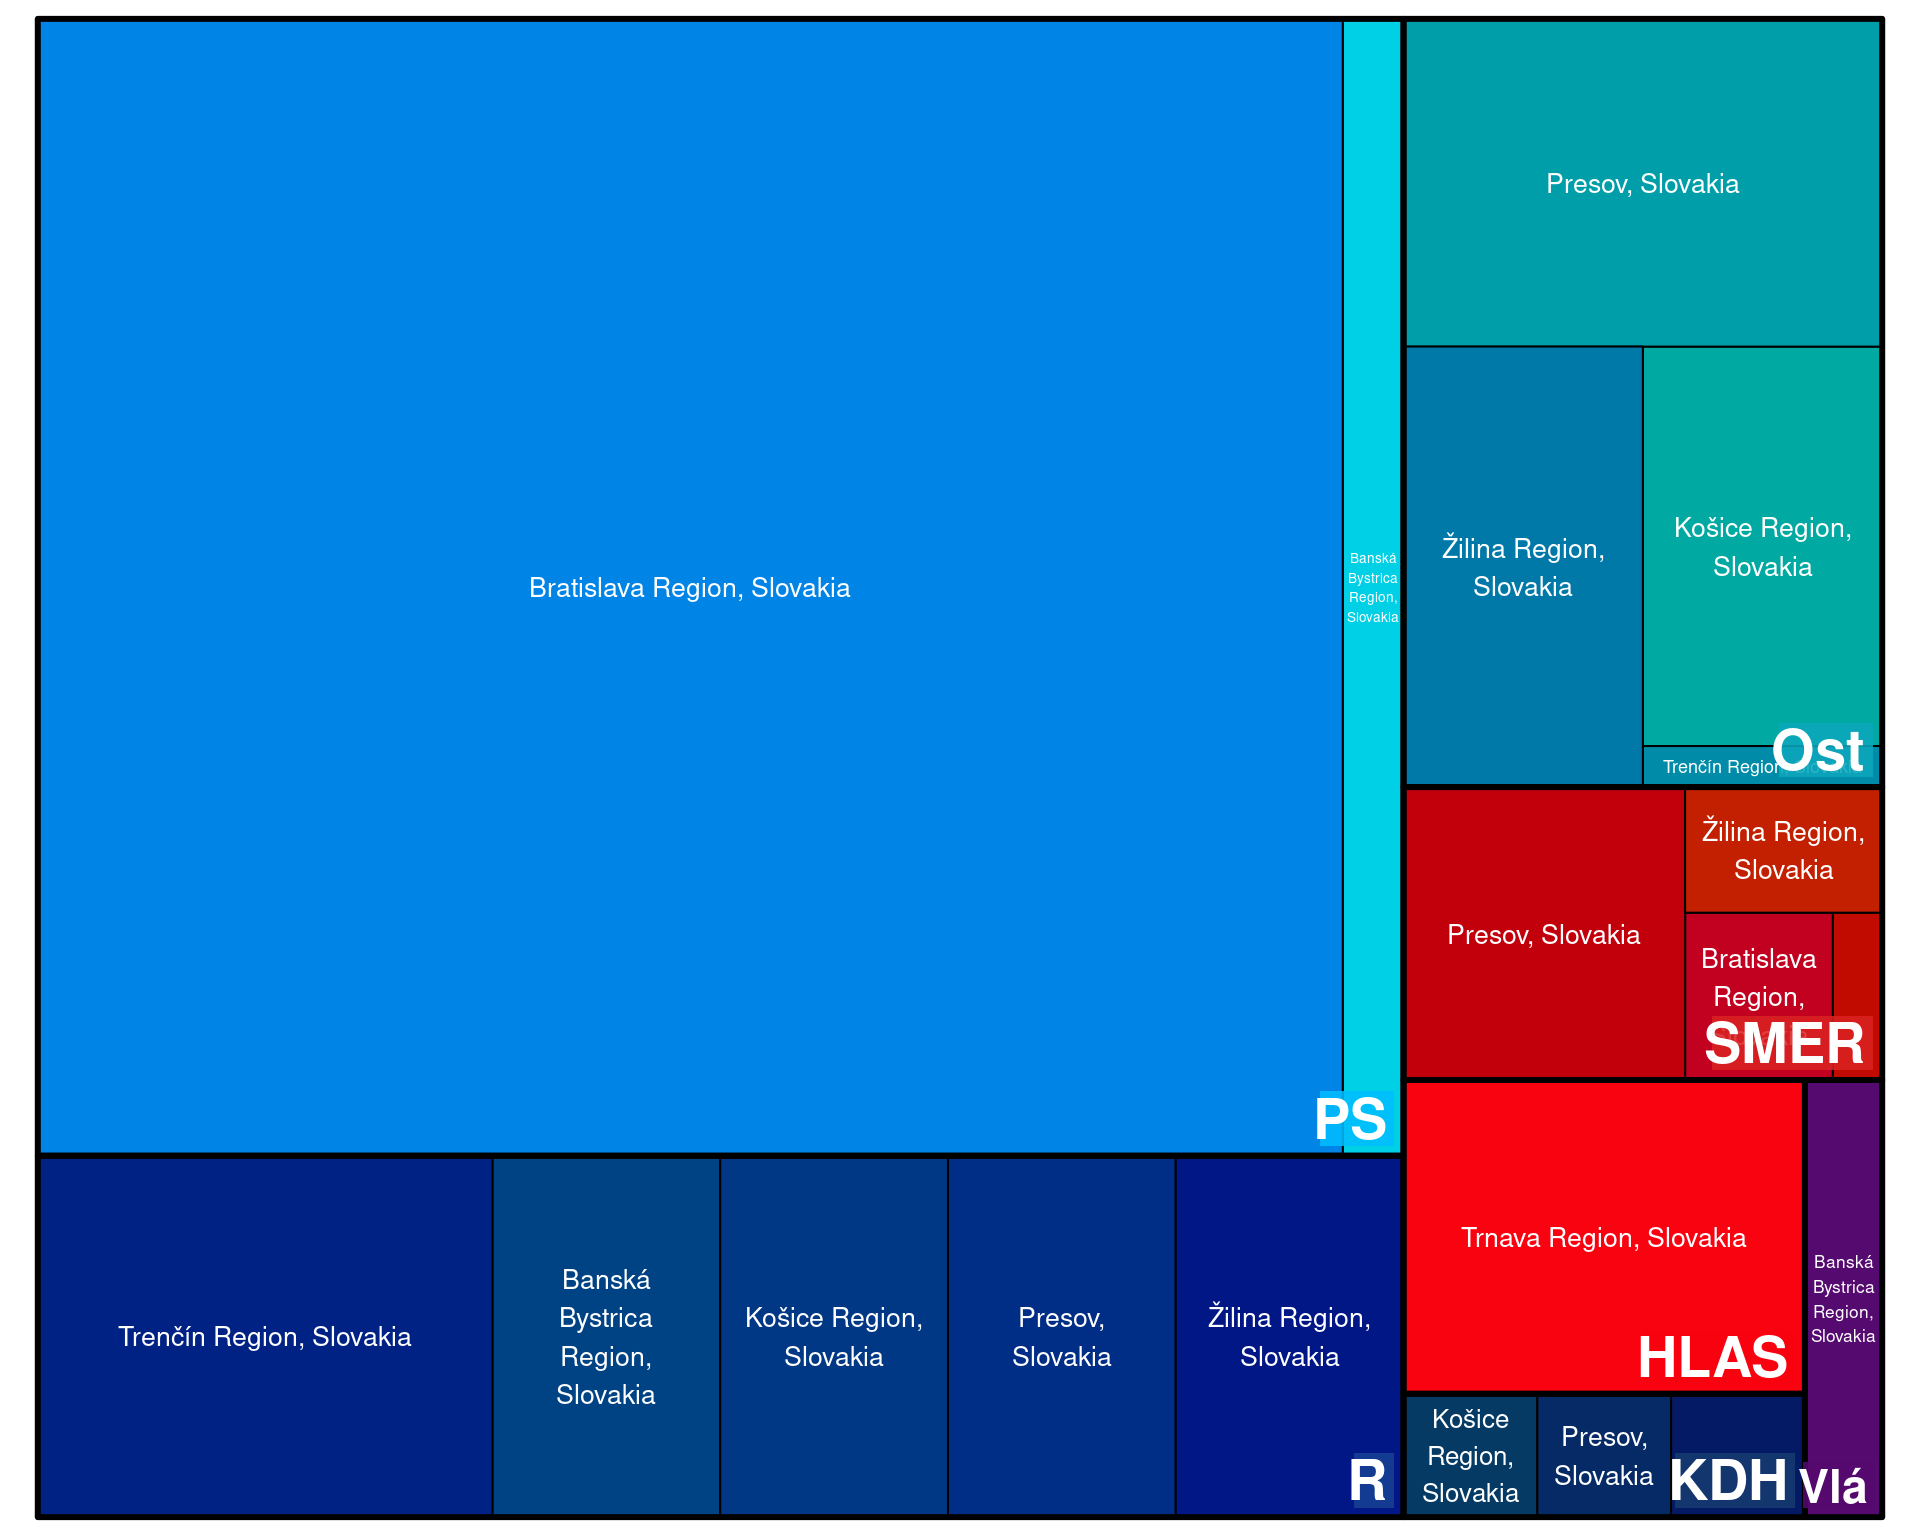 Bratislava Region, Slovakia
Banská
Bystrica
Region,
Slovakia
PS
Trenčín Region, Slovakia
Banská
Bystrica
Region,
Slovakia
Košice Region,
Slovakia
Presov,
Slovakia
Žilina Region,
Slovakia
R
Presov, Slovakia
Žilina Region,
Slovakia
Košice Region,
Slovakia
Trenčín Region,
Ost
Presov, Slovakia
Žilina Region,
Slovakia
Bratislava
Region,
SMER
Trnava Region, Slovakia
HLAS
Banská
Bystrica
Region,
Slovakia
Vlá
Košice
Region,
Slovakia
Presov,
Slovakia
KDH